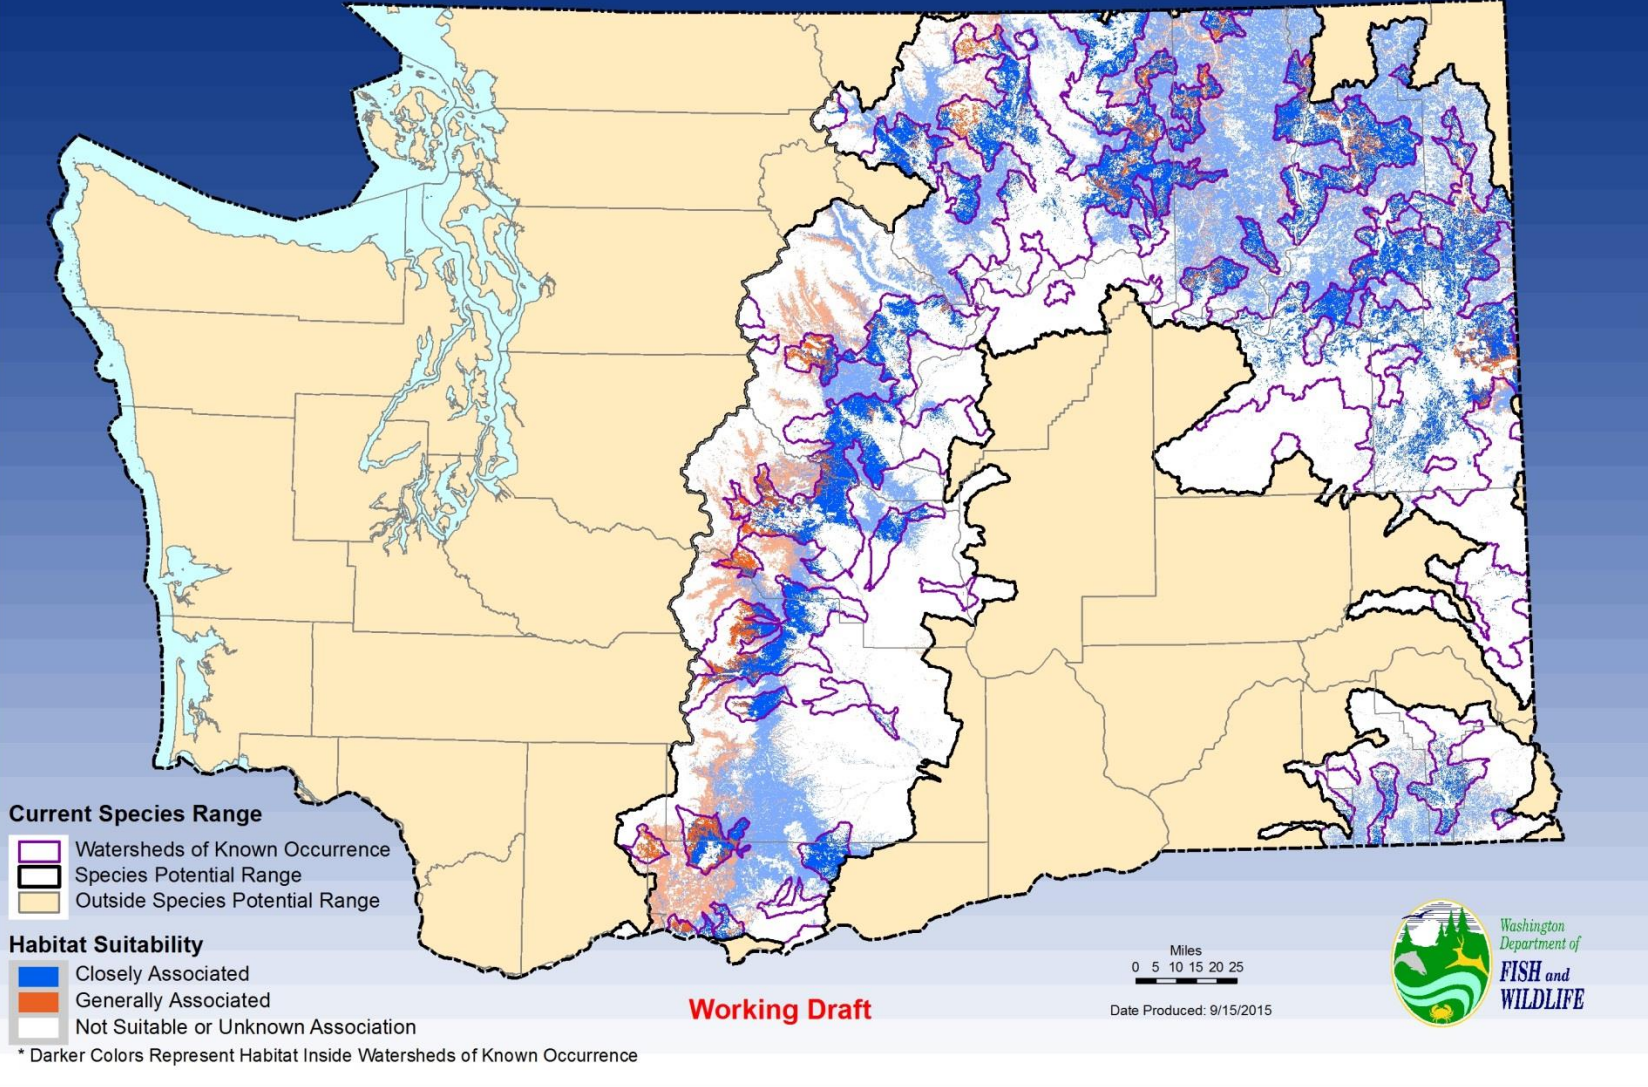 Current Species Range
Watersheds of Known Occurrence
Species Potential Range
Outside Species Potential Range
Habitat Suitability
Closely Associated
Generally Associated
Not Suitable or Unknown Association
* Darker Colors Represent Habitat Inside Watersheds of Known Occurrence
Working Draft
Miles
0 5 10 15 20 25
Date Produced: 9/15/2015
Washington
Department of
FISH and
WILDLIFE